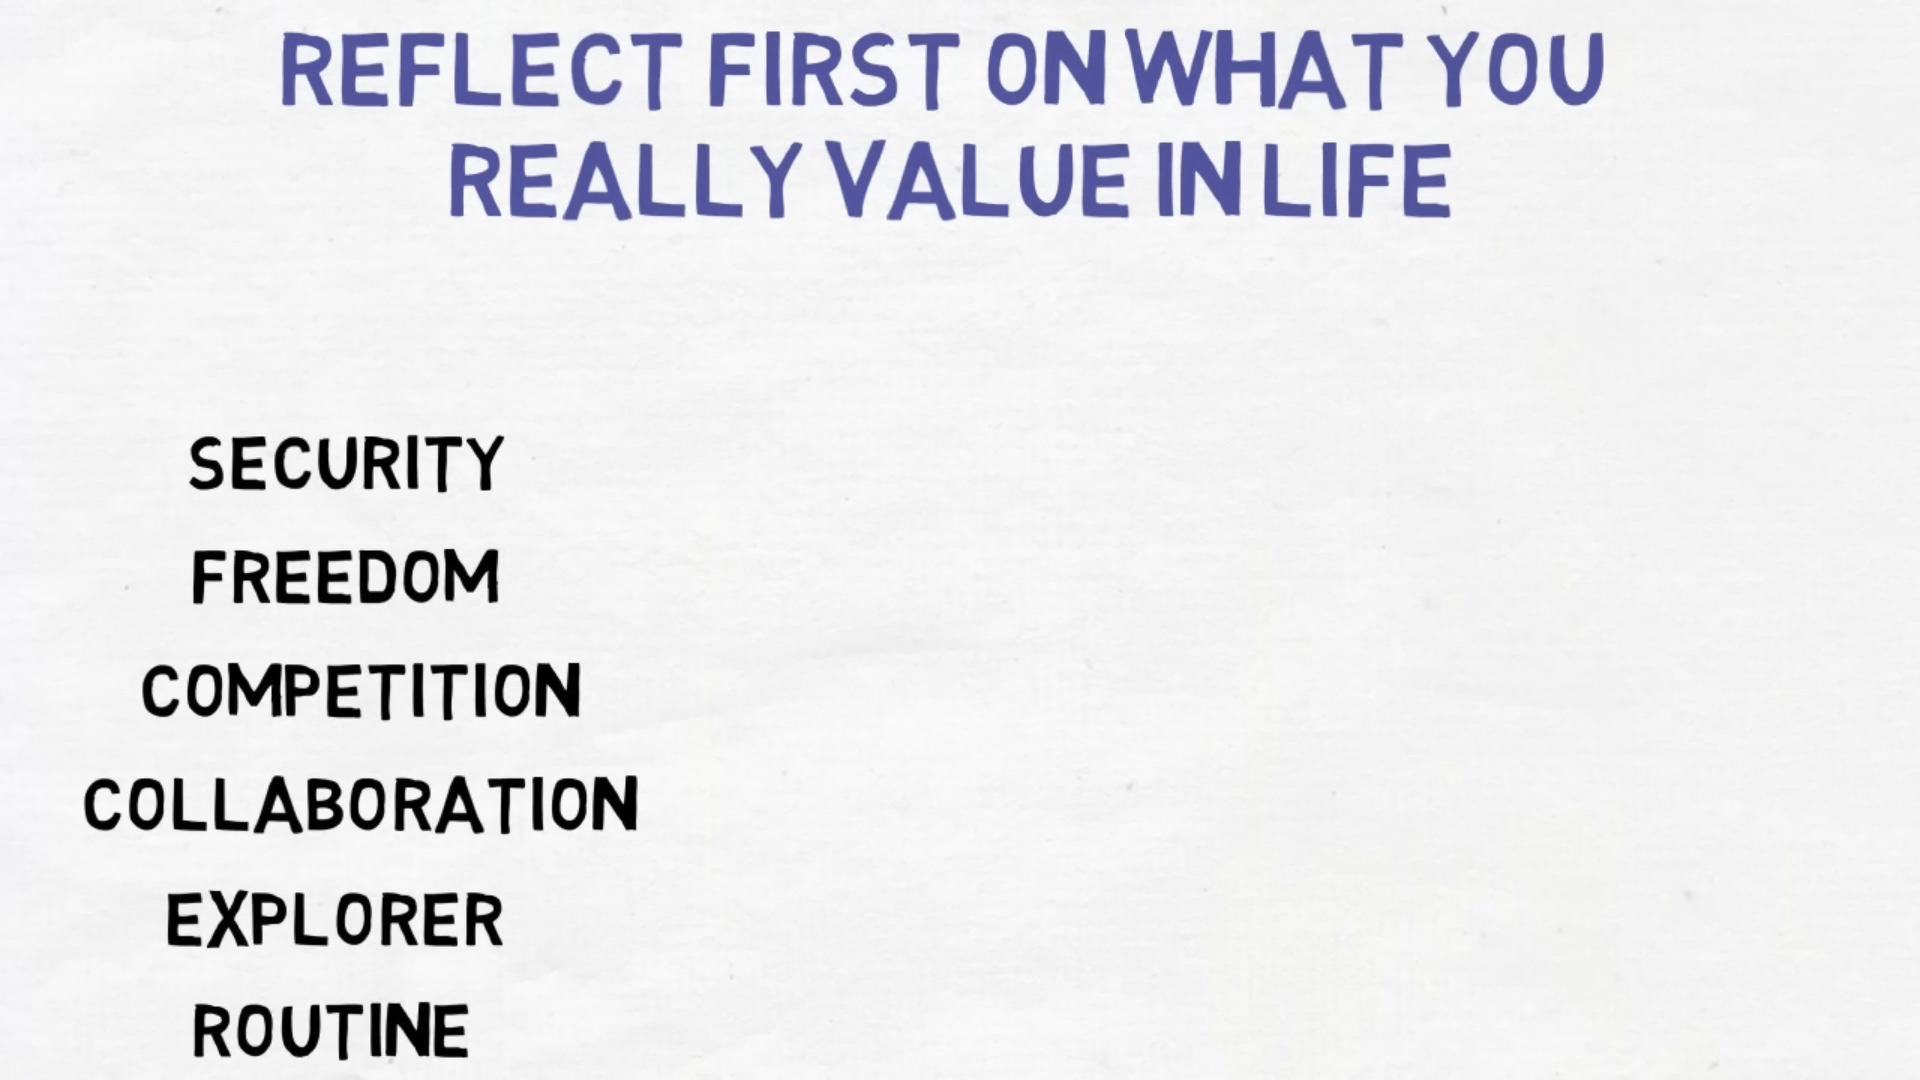 REFLECT FIRST ON WHAT YOU
REALLY VALUE IN LIFE
SECURITY
FREEDOM
COMPETITION
COLLABORATION
EXPLORER
ROUTINE